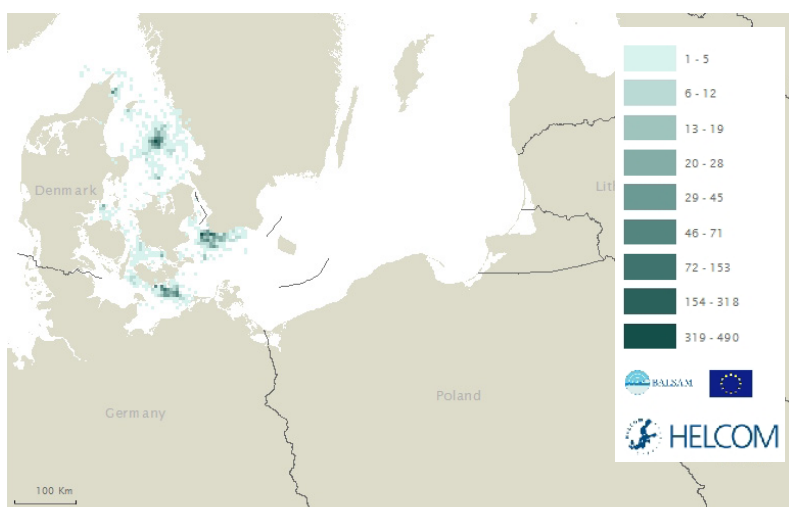 1 - 5
6 - 12
13 - 19
20 - 28
29 - 45
46 - 71
72 - 153
154 - 318
319 - 490
Denmark
Germany
Poland
100 Km
BALSAM
HELCOM